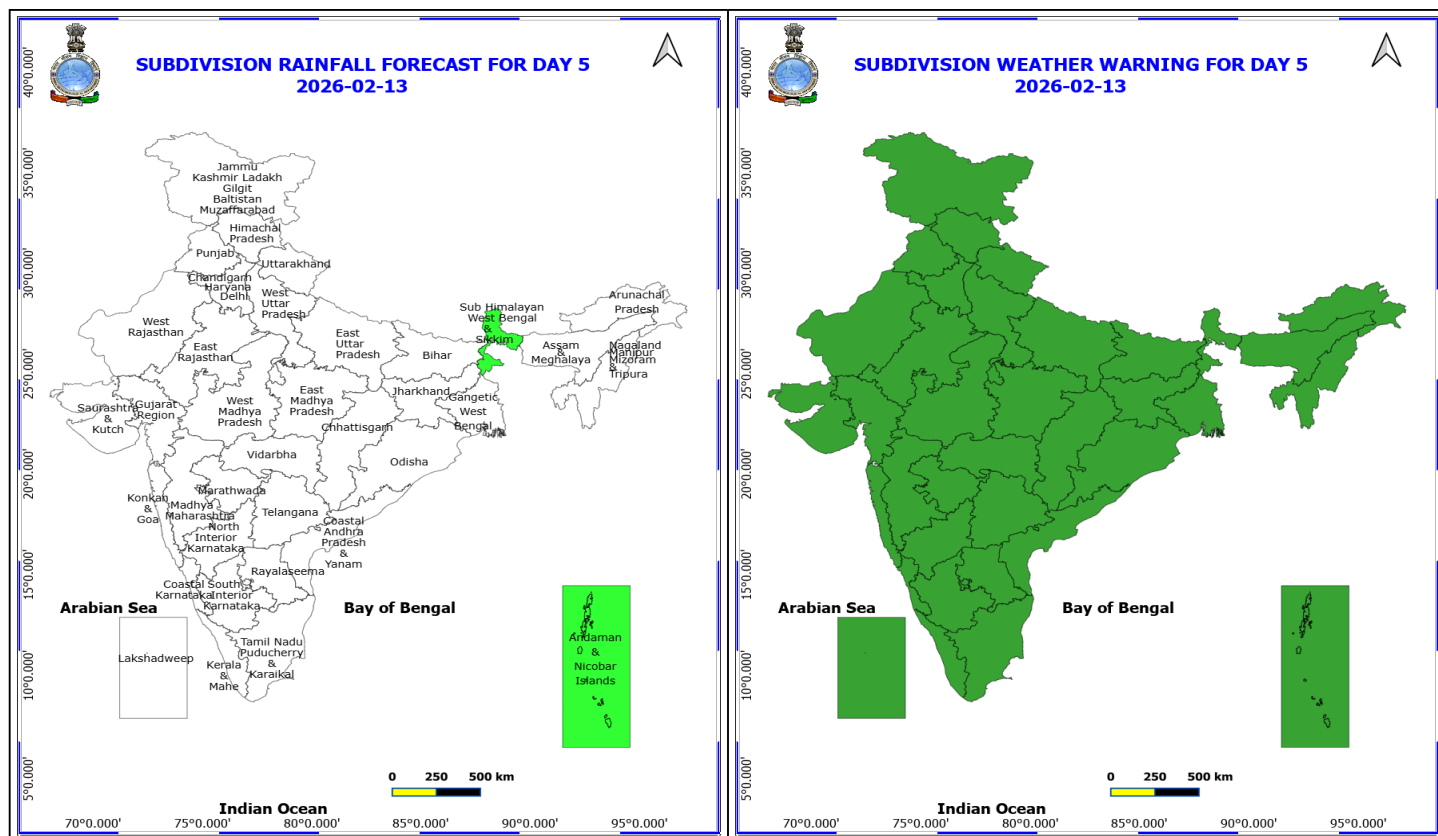 SUBDIVISION RAINFALL FORECAST FOR DAY 5
2026-02-13
40°0.000'
35°0.000'
30°0.000'
25°0.000'
20°0.000'
15°0.000'
10°0.000'
5°0.000'
Jammu
Kashmir Ladakh
Gilgit
Baltistan
Muzaffarabad
Himachal
Pradesh
Punjab
Uttarakhand
Chandigarh
Haryana
Delhi
West
Uttar
Pradesh
West
Rajasthan
East
Rajasthan
East
Uttar
Pradesh
Bihar
Sub Himalayan
West Bengal
&
Sikkim
Arunachal
Pradesh
Assam
&
Meghalaya
Nagaland
Manipur
Mizoram
&
Tripura
Saurashtra
&
Kutch
Gujarat
Region
West
Madhya
Pradesh
East
Madhya
Pradesh
Jharkhand
Gangetic
West
Bengal
Chhattisgarh
Vidarbha
Odisha
Konkan
&
Goa
Marathwada
Madhya
Maharashtra
Telangana
North
Interior
Karnataka
Coastal
Andhra
Pradesh
&
Yanam
Rayalaseema
Coastal
Karnataka
South
Interior
Karnataka
Arabian Sea
Bay of Bengal
Lakshadweep
Kerala
&
Mahe
Tamil Nadu
Puducherry
&
Karaikal
Andaman
&
Nicobar
Islands
0 250 500 km
Indian Ocean
70°0.000' 75°0.000' 80°0.000' 85°0.000' 90°0.000' 95°0.000'
SUBDIVISION WEATHER WARNING FOR DAY 5
2026-02-13
40°0.000'
35°0.000'
30°0.000'
25°0.000'
20°0.000'
15°0.000'
10°0.000'
5°0.000'
Arabian Sea
Bay of Bengal
0 250 500 km
Indian Ocean
70°0.000' 75°0.000' 80°0.000' 85°0.000' 90°0.000' 95°0.000'